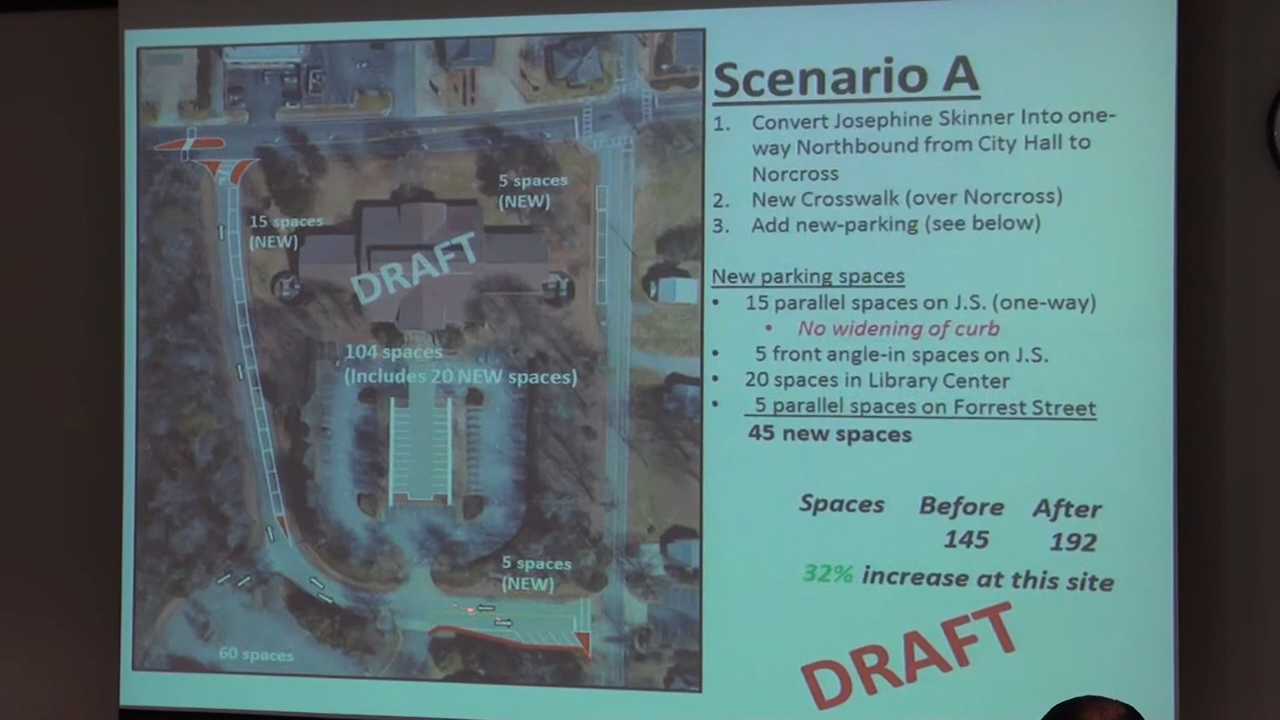 5 spaces
(NEW)
15 spaces
(NEW)
DRAFT
104 spaces
(Includes 20 NEW spaces)
5 spaces
(NEW)
60 spaces
Scenario A
1. Convert Josephine Skinner Into one-
way Northbound from City Hall to
Norcross
2. New Crosswalk (over Norcross)
3. Add new-parking (see below)
New parking spaces
• 15 parallel spaces on J.S. (one-way)
• No widening of curb
• 5 front angle-in spaces on J.S.
• 20 spaces in Library Center
• 5 parallel spaces on Forrest Street
45 new spaces
Spaces Before After
145 192
32% increase at this site
DRAFT